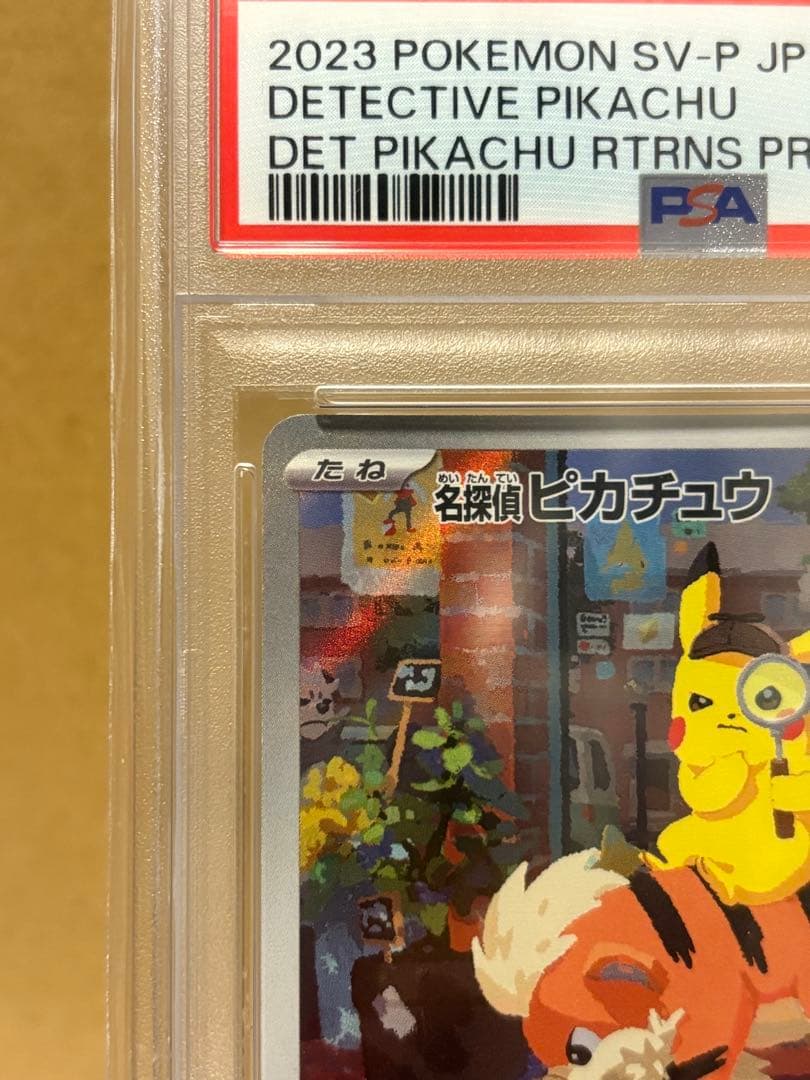 2023 POKEMON SV-P JP
DETECTIVE PIKACHU
DET PIKACHU RTRNS PR
PSA
たね
めいたんてい
名探偵ピカチュウ